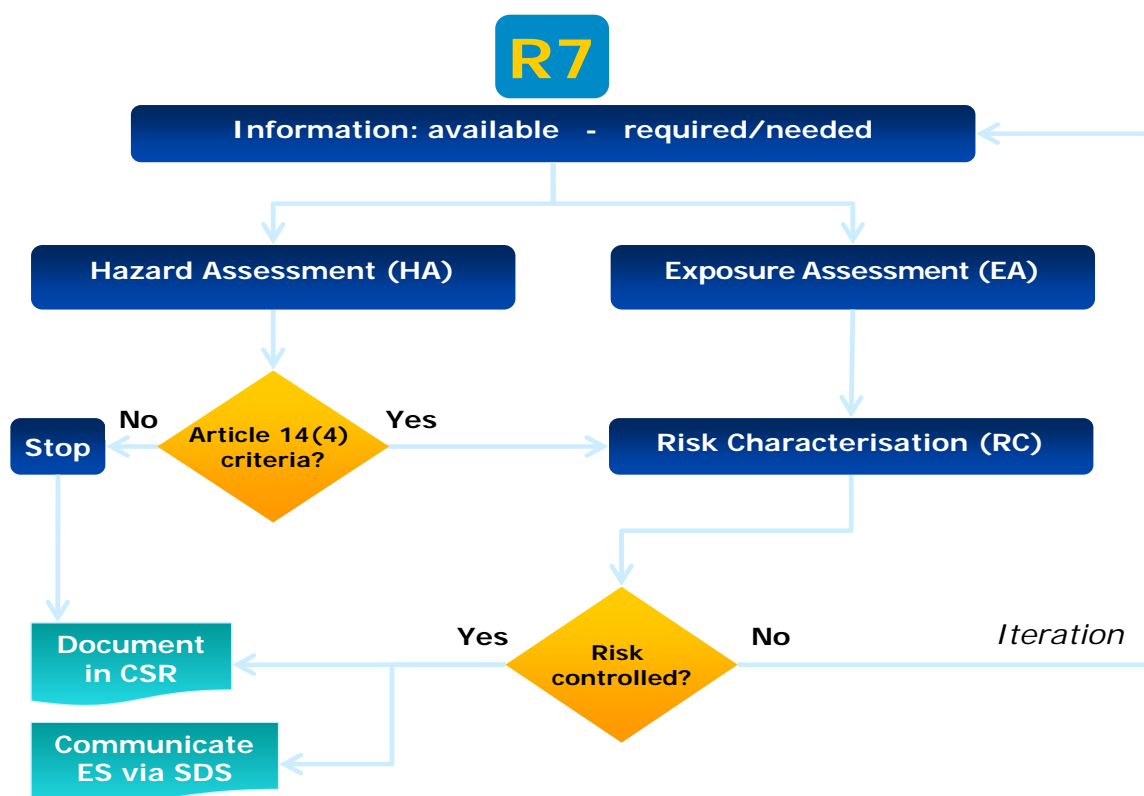 R7
Information: available - required/needed
Hazard Assessment (HA)
Exposure Assessment (EA)
No
Article 14(4)
criteria?
Yes
Stop
Risk Characterisation (RC)
Document
in CSR
Yes
Risk
controlled?
No
Iteration
Communicate
ES via SDS